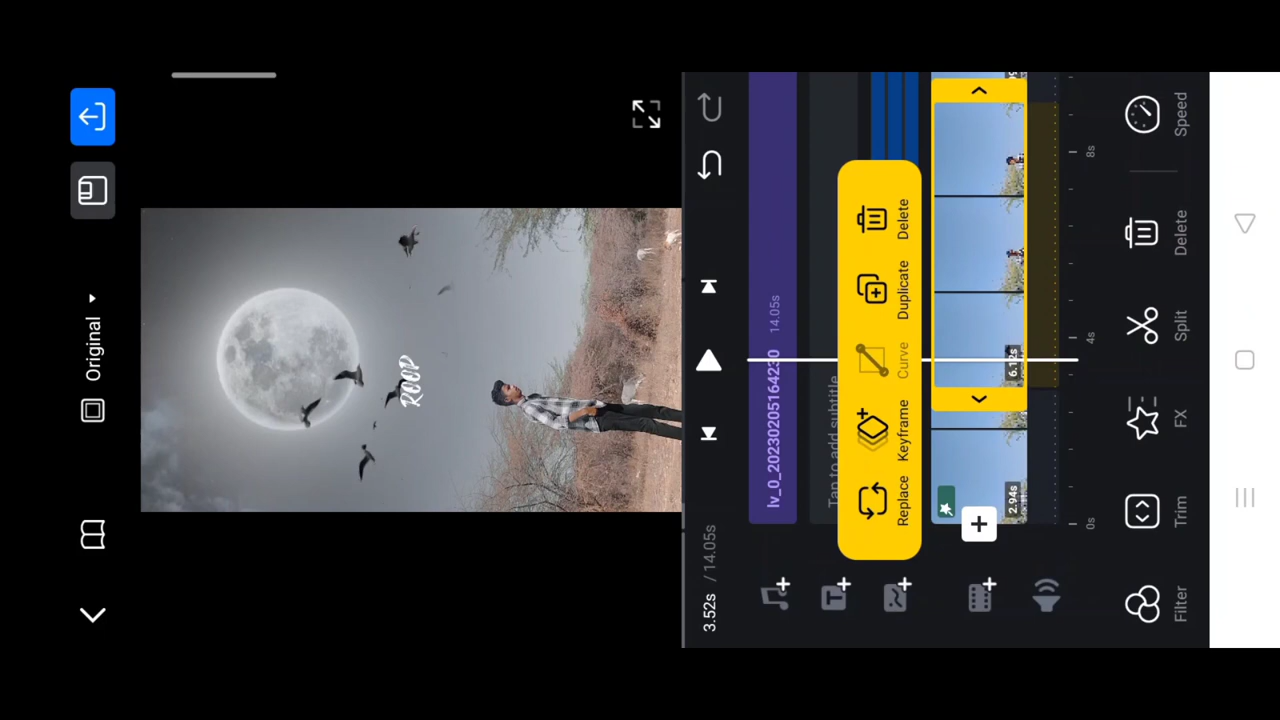 Original
ROOP
3.52s / 14.05s
lv_0_20230205164230 14.05s
Tap to add subtitle
Replace
Keyframe
Curve
Duplicate
Delete
2.94s
6.12s
0s
4s
8s
Filter
Trim
FX
Split
Delete
Speed